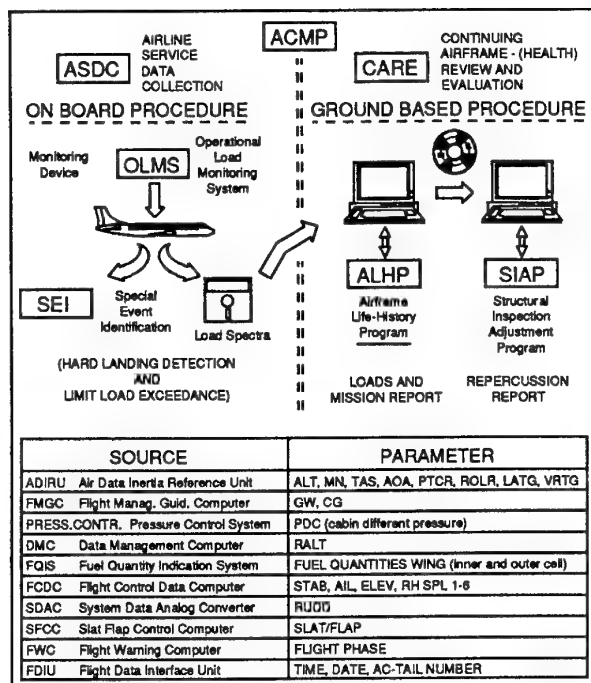 ACMP
ASDC
AIRLINE
SERVICE
DATA
COLLECTION
CARE
CONTINUING
AIRFRAME - (HEALTH)
REVIEW AND
EVALUATION
ON BOARD PROCEDURE
GROUND BASED PROCEDURE
Monitoring
Device
OLMS
Operational
Load
Monitoring
System
SEI
Special
Event
Identification
Load Spectra
(HARD LANDING DETECTION
AND
LIMIT LOAD EXCEEDANCE)
ALHP
Airframe
Life-History
Program
LOADS AND
MISSION REPORT
SIAP
Structural
Inspection
Adjustment
Program
REPERCUSSION
REPORT
SOURCE PARAMETER
ADIRU Air Data Inertia Reference Unit ALT, MN, TAS, AOA, PTCR, ROLR, LATG, VRTG
FMGC Flight Manag. Guid. Computer GW, CG
PRESS.CONTR. Pressure Control System PDC (cabin different pressure)
DMC Data Management Computer RALT
FQIS Fuel Quantity Indication System FUEL QUANTITIES WING (inner and outer cell)
FCDC Flight Control Data Computer STAB, AIL, ELEV, RH SPL 1-6
SDAC System Data Analog Converter RUDD
SFCC Slat Flap Control Computer SLAT/FLAP
FWC Flight Warning Computer FLIGHT PHASE
FDIU Flight Data Interface Unit TIME, DATE, AC-TAIL NUMBER